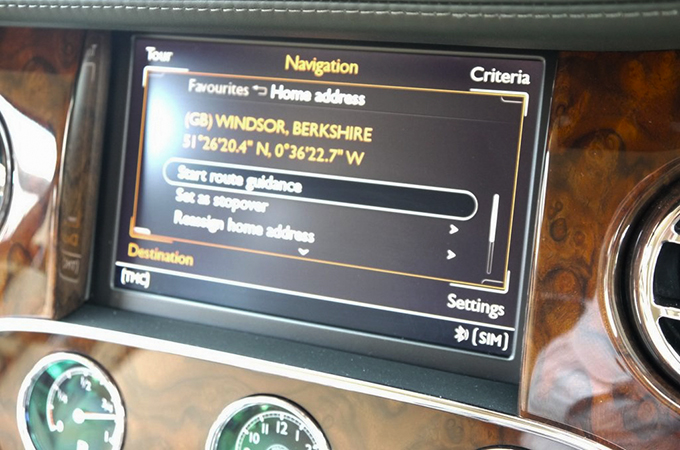 Tour
Navigation
Criteria
Favourites Home address
(GB) WINDSOR, BERKSHIRE
51°26'20.4" N, 0°36'22.7" W
Start route guidance
Set as stopover
Reassign home address
Destination
Settings
(TMC)
[SIM]